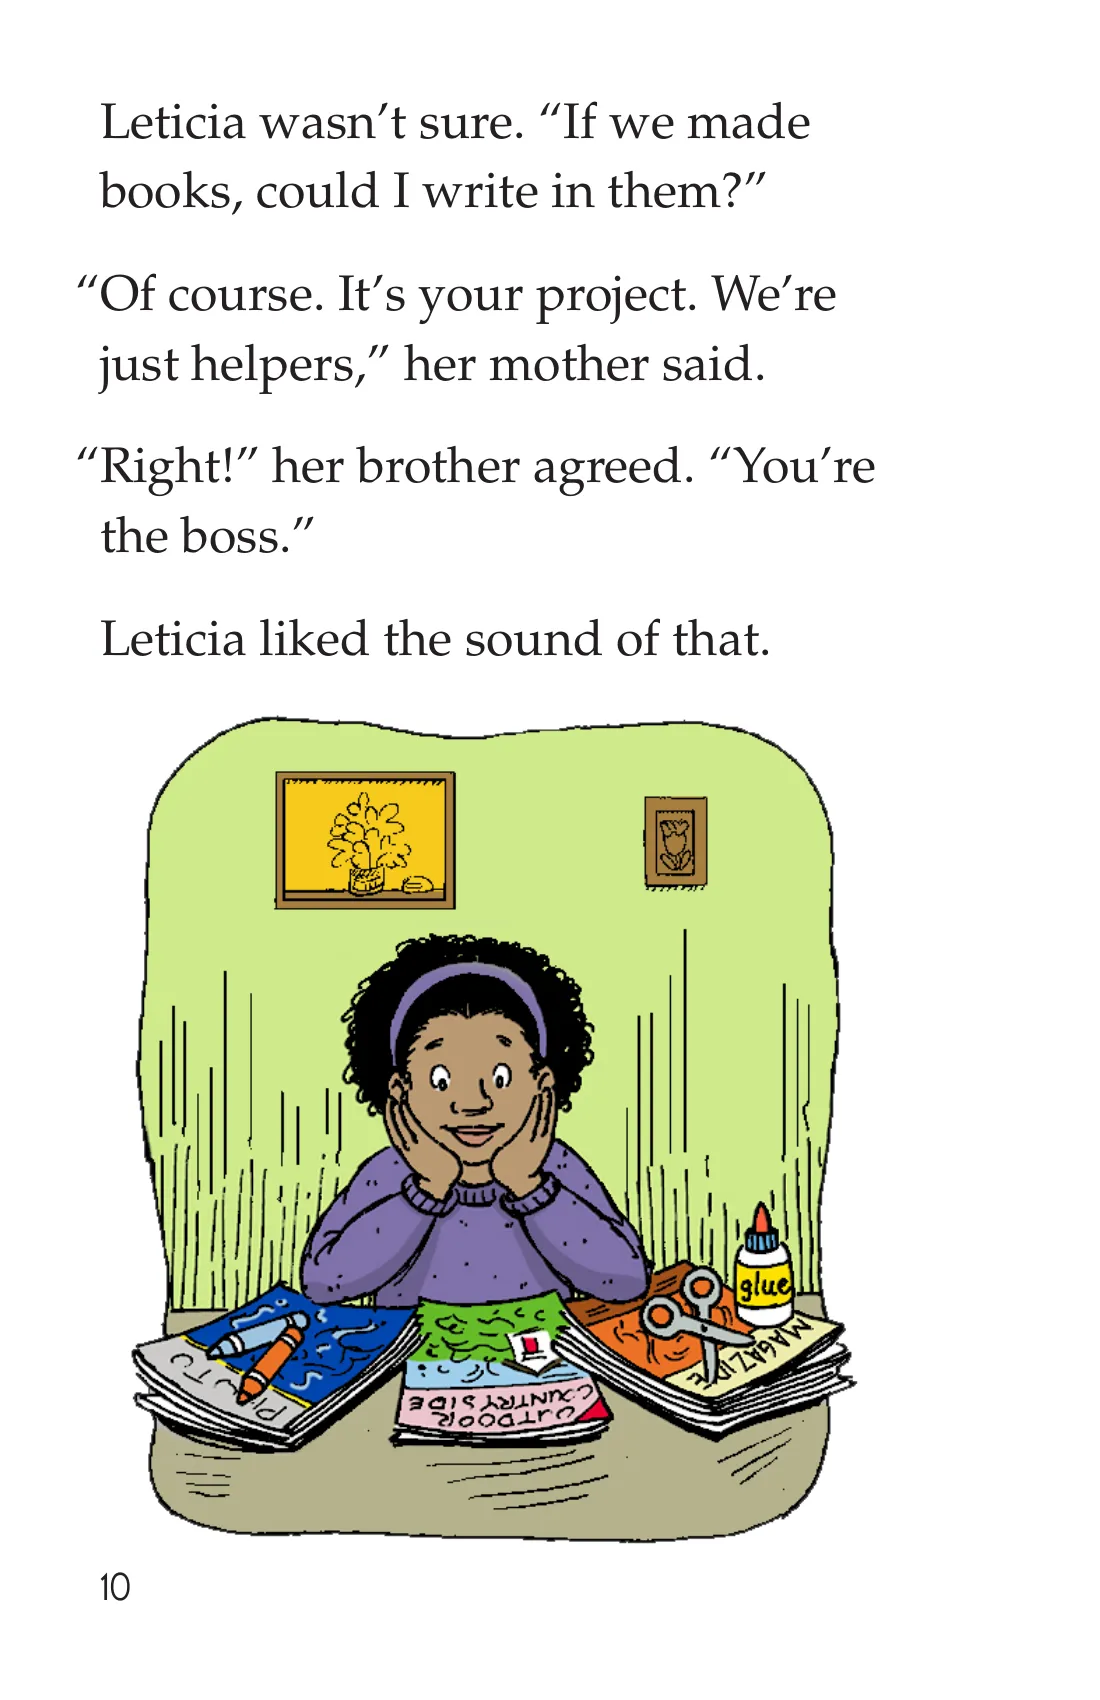 Leticia wasn’t sure. “If we made
books, could I write in them?”
“Of course. It’s your project. We’re
just helpers,” her mother said.
“Right!” her brother agreed. “You’re
the boss.”
Leticia liked the sound of that.
glue
MAGAZINE
OUTDOOR
COUNTRYSIDE
10